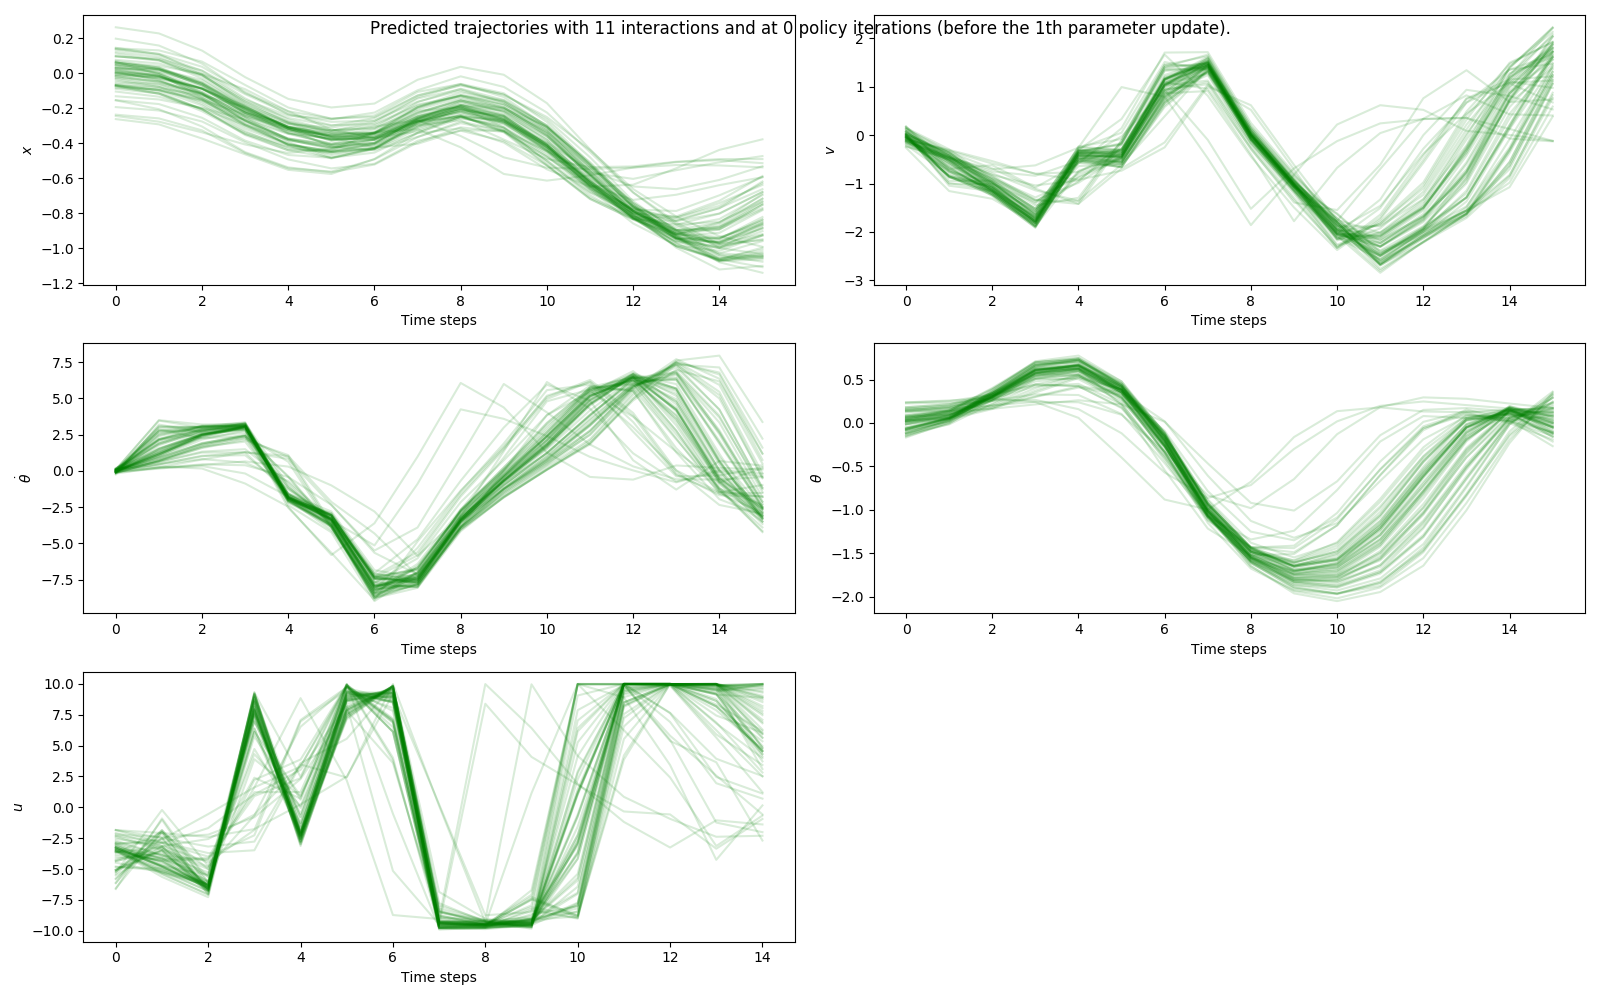 Predicted trajectories with 11 interactions and at 0 policy iterations (before the 1th parameter update).
0.2
0.0
−0.2
−0.4
−0.6
−0.8
−1.0
−1.2
x
0 2 4 6 8 10 12 14
Time steps
2
1
0
−1
−2
−3
v
0 2 4 6 8 10 12 14
Time steps
7.5
5.0
2.5
0.0
−2.5
−5.0
−7.5
θ̇
0 2 4 6 8 10 12 14
Time steps
0.5
0.0
−0.5
−1.0
−1.5
−2.0
θ
0 2 4 6 8 10 12 14
Time steps
10.0
7.5
5.0
2.5
0.0
−2.5
−5.0
−7.5
−10.0
u
0 2 4 6 8 10 12 14
Time steps